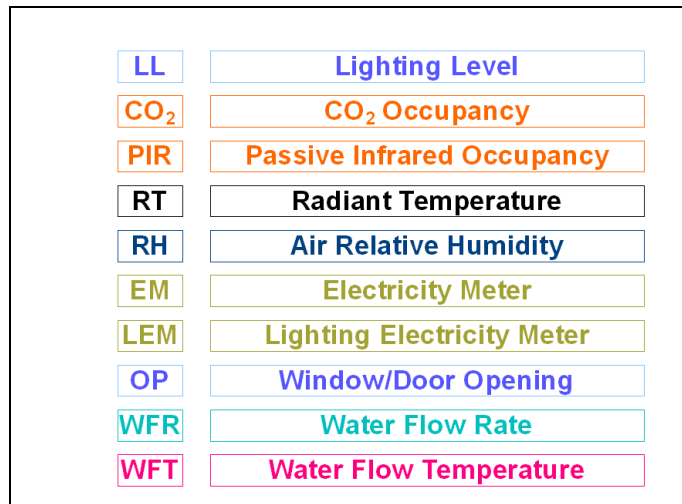 LL Lighting Level
CO₂ CO₂ Occupancy
PIR Passive Infrared Occupancy
RT Radiant Temperature
RH Air Relative Humidity
EM Electricity Meter
LEM Lighting Electricity Meter
OP Window/Door Opening
WFR Water Flow Rate
WFT Water Flow Temperature